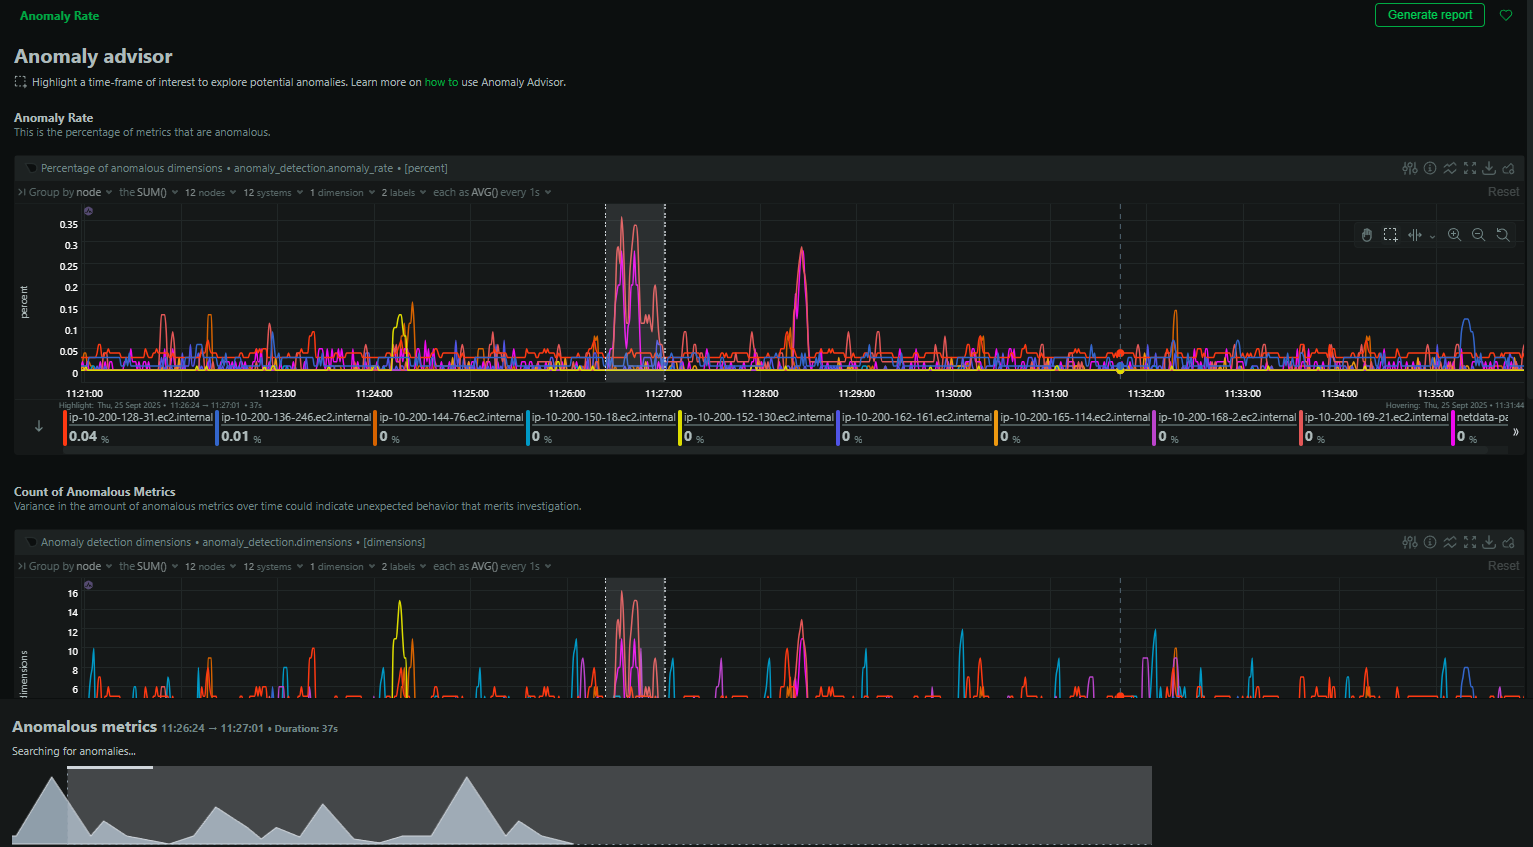 Anomaly Rate
Generate report
Anomaly advisor
Highlight a time-frame of interest to explore potential anomalies. Learn more on how to use Anomaly Advisor.
Anomaly Rate
This is the percentage of metrics that are anomalous.
Percentage of anomalous dimensions • anomaly_detection.anomaly_rate • [percent]
Group by node the SUM() 12 nodes 12 systems 1 dimension 2 labels each as AVG() every 1s
Reset
percent
0.35
0.3
0.25
0.2
0.15
0.1
0.05
0
11:21:00 11:22:00 11:23:00 11:24:00 11:25:00 11:26:00 11:27:00 11:28:00 11:29:00 11:30:00 11:31:00 11:32:00 11:33:00 11:34:00 11:35:00
Highlight: Thu, 25 Sept 2025 • 11:26:24 → 11:27:01 • 37s
Hovering: Thu, 25 Sept 2025 • 11:31:44
ip-10-200-128-31.ec2.internal ip-10-200-136-246.ec2.internal ip-10-200-144-76.ec2.internal ip-10-200-150-18.ec2.internal ip-10-200-152-130.ec2.internal ip-10-200-162-161.ec2.internal ip-10-200-165-114.ec2.internal ip-10-200-168-2.ec2.internal ip-10-200-169-21.ec2.internal netdata-pa
0.04 % 0.01 % 0 % 0 % 0 % 0 % 0 % 0 % 0 % 0 %
Count of Anomalous Metrics
Variance in the amount of anomalous metrics over time could indicate unexpected behavior that merits investigation.
Anomaly detection dimensions • anomaly_detection.dimensions • [dimensions]
Group by node the SUM() 12 nodes 12 systems 1 dimension 2 labels each as AVG() every 1s
Reset
dimensions
16
14
12
10
8
6
Anomalous metrics 11:26:24 → 11:27:01 • Duration: 37s
Searching for anomalies...